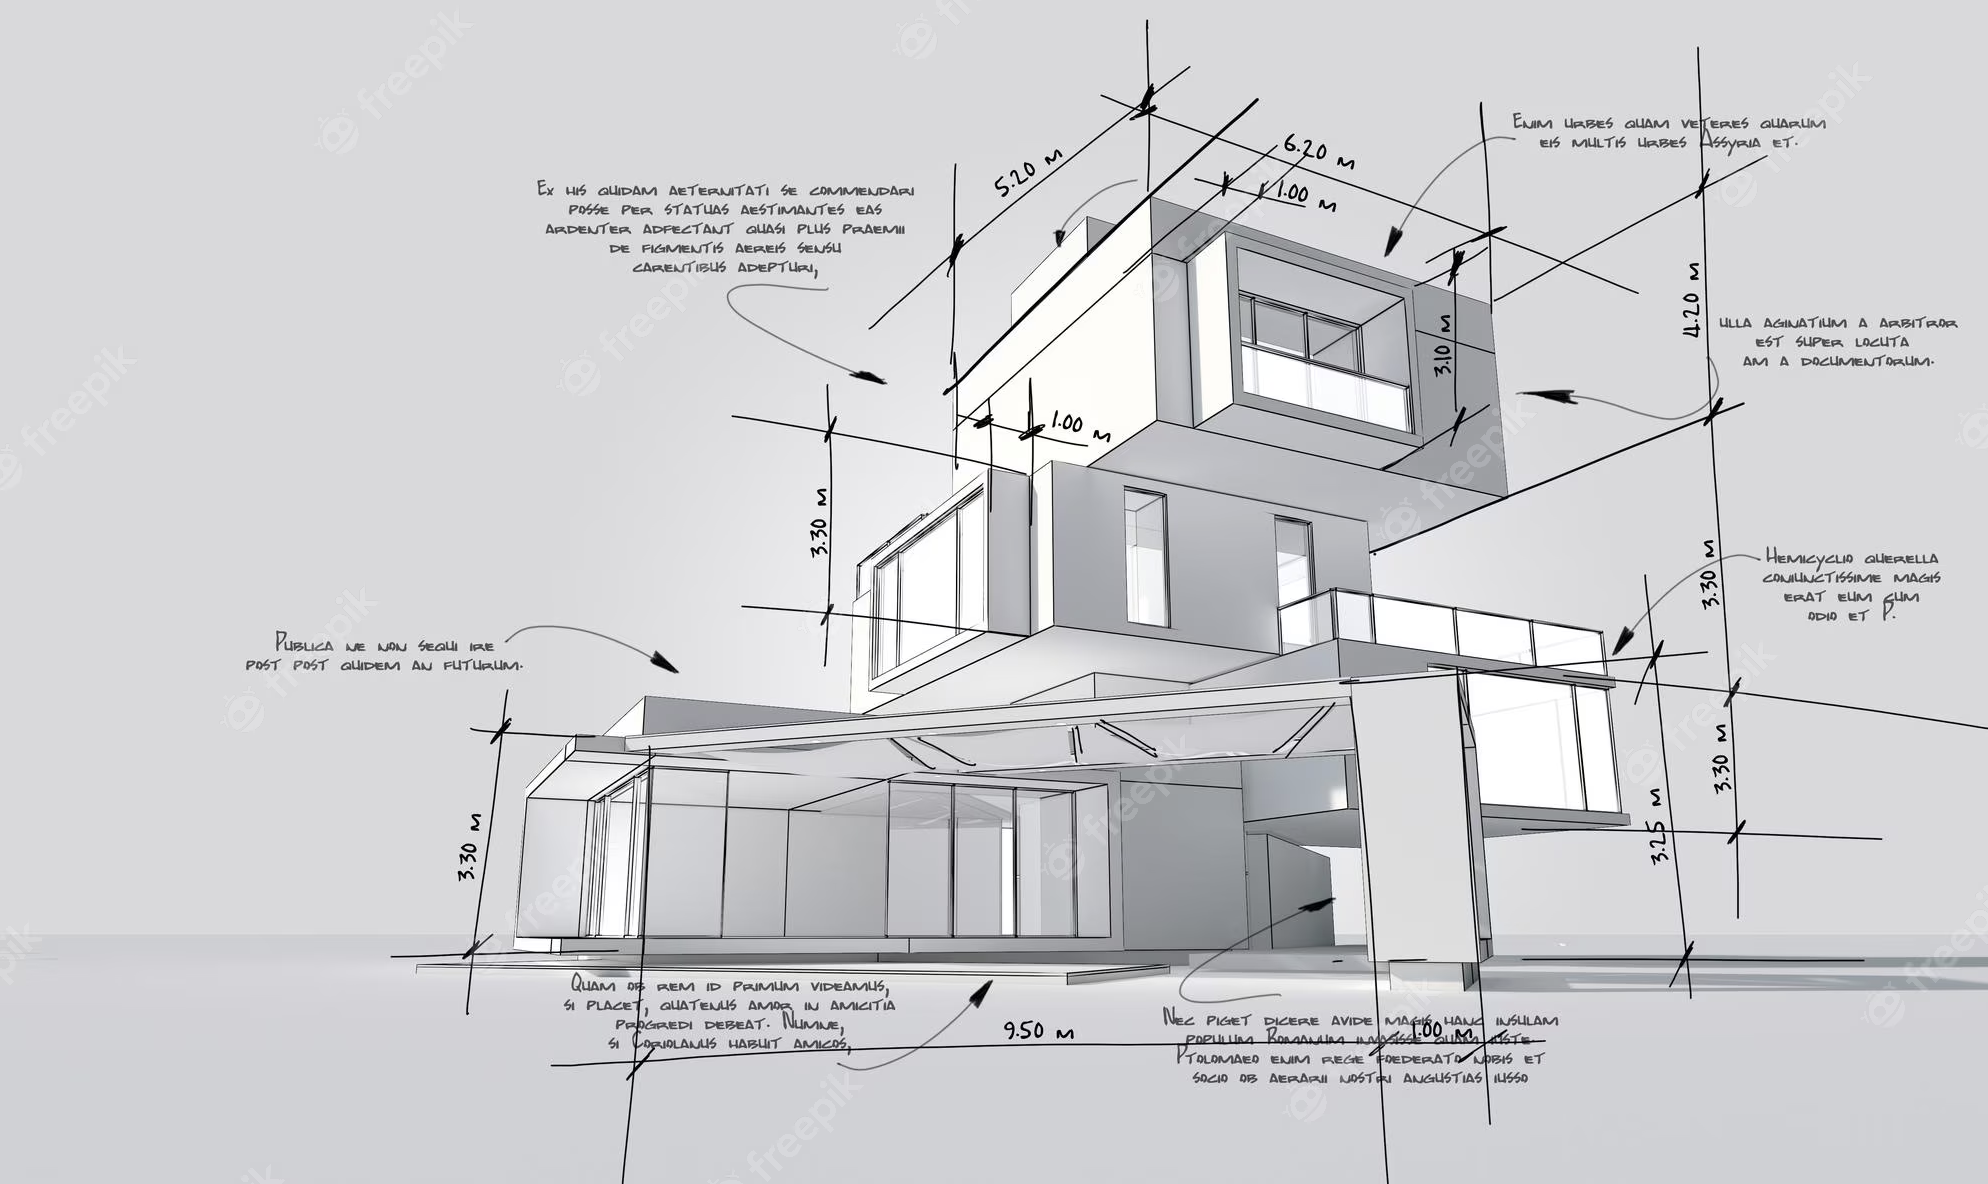 6.20 M
1.00 M
5.20 M
Enim urbes quam veteres quarum
eis multis urbes Assyria et.
Ex his quidam aeternitati se commendari
posse per statuas aestimantes eas
ardenter adfectant quasi plus praemii
de figmentis aereis sensu
carentibus adepturi,
4.20 M
3.10 M
ulla aginatium a arbitror
est super locuta
am a documentorum.
1.00 M
3.30 M
3.30 M
Hemicyclio querella
coniunctissime magis
erat eum cum
odio et P.
Publica ne non sequi ire
post post quidem an futurum.
3.30 M
3.25 M
3.30 M
Quam ob rem id primum videamus,
si placet, quatenus amor in amicitia
progredi debeat. Numne,
si Coriolanus habuit amicos,
9.50 M
1.00 M
Nec piget dicere avide magis hanc insulam
populum Romanum invasisse quam iuste.
Ptolomaeo enim rege foederato nobis et
socio ob aerarii nostri angustias iusso
freepik